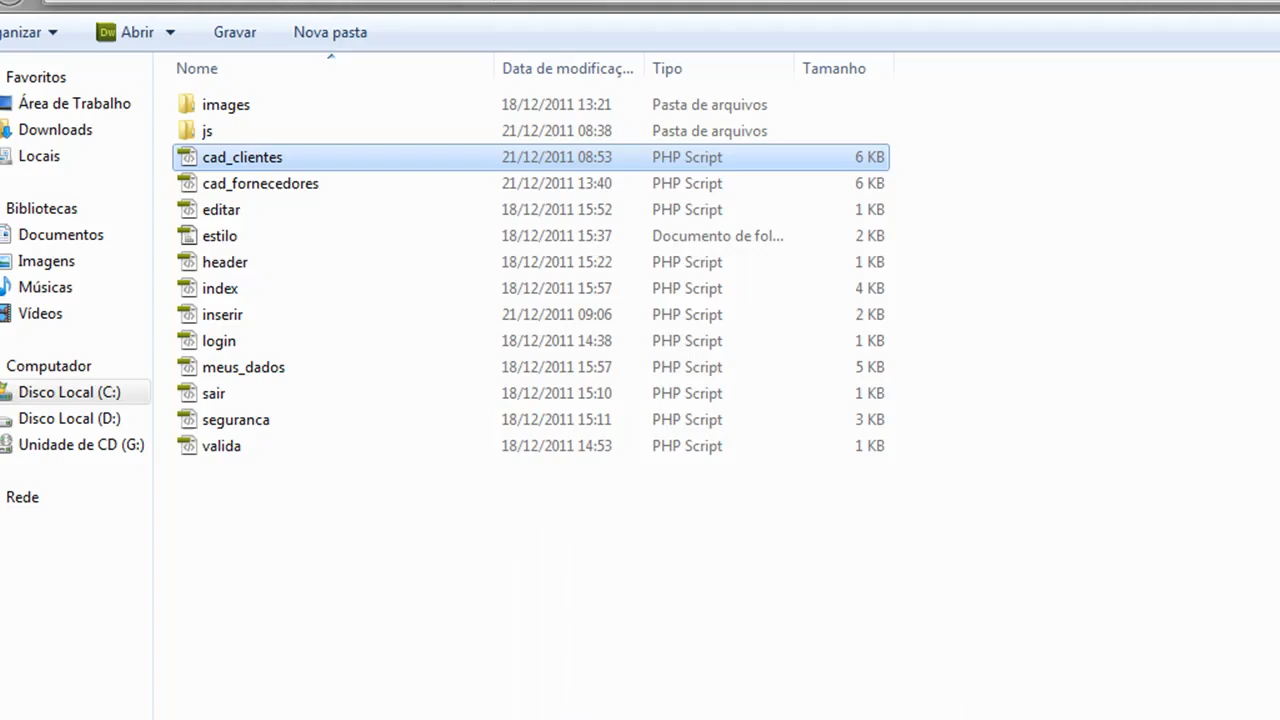 anizar Dw Abrir Gravar Nova pasta
Nome Data de modificaç... Tipo Tamanho
Favoritos
Área de Trabalho
Downloads
Locais
Bibliotecas
Documentos
Imagens
Músicas
Vídeos
Computador
Disco Local (C:)
Disco Local (D:)
Unidade de CD (G:)
Rede
images 18/12/2011 13:21 Pasta de arquivos
js 21/12/2011 08:38 Pasta de arquivos
cad_clientes 21/12/2011 08:53 PHP Script 6 KB
cad_fornecedores 21/12/2011 13:40 PHP Script 6 KB
editar 18/12/2011 15:52 PHP Script 1 KB
estilo 18/12/2011 15:37 Documento de fol... 2 KB
header 18/12/2011 15:22 PHP Script 1 KB
index 18/12/2011 15:57 PHP Script 4 KB
inserir 21/12/2011 09:06 PHP Script 2 KB
login 18/12/2011 14:38 PHP Script 1 KB
meus_dados 18/12/2011 15:57 PHP Script 5 KB
sair 18/12/2011 15:10 PHP Script 1 KB
seguranca 18/12/2011 15:11 PHP Script 3 KB
valida 18/12/2011 14:53 PHP Script 1 KB